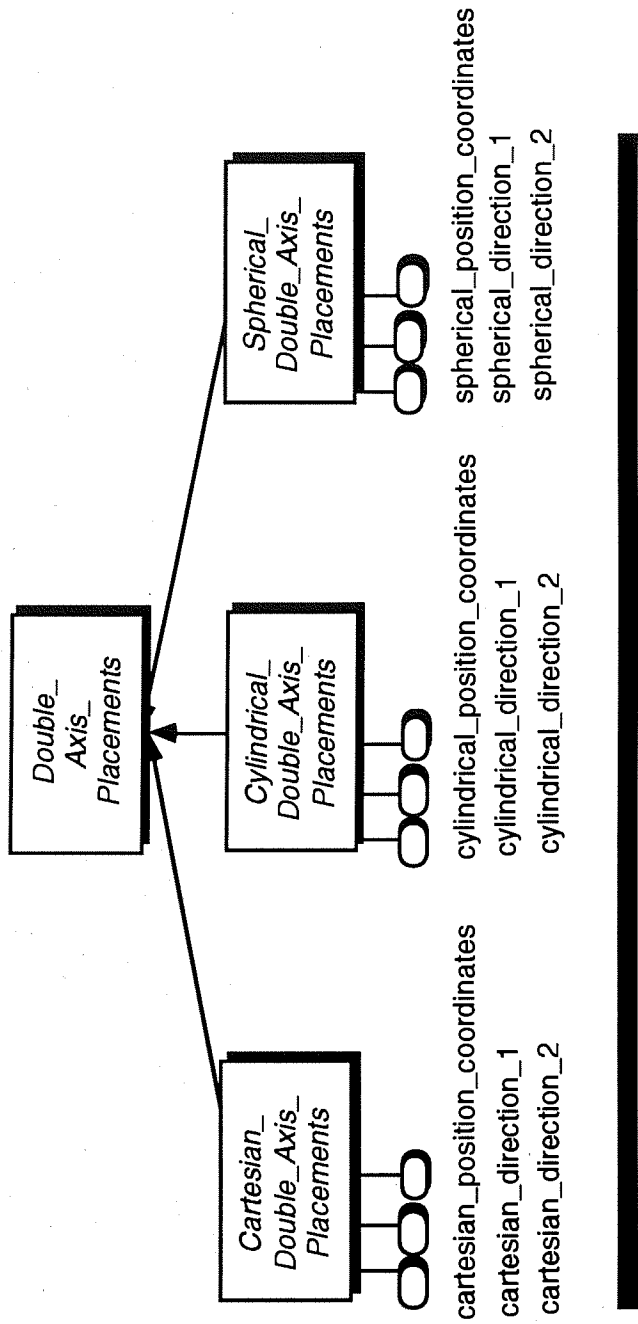 Double_
Axis_
Placements
Cartesian_
Double_Axis_
Placements
cartesian_position_coordinates
cartesian_direction_1
cartesian_direction_2
Cylindrical_
Double_Axis_
Placements
cylindrical_position_coordinates
cylindrical_direction_1
cylindrical_direction_2
Spherical_
Double_Axis_
Placements
spherical_position_coordinates
spherical_direction_1
spherical_direction_2